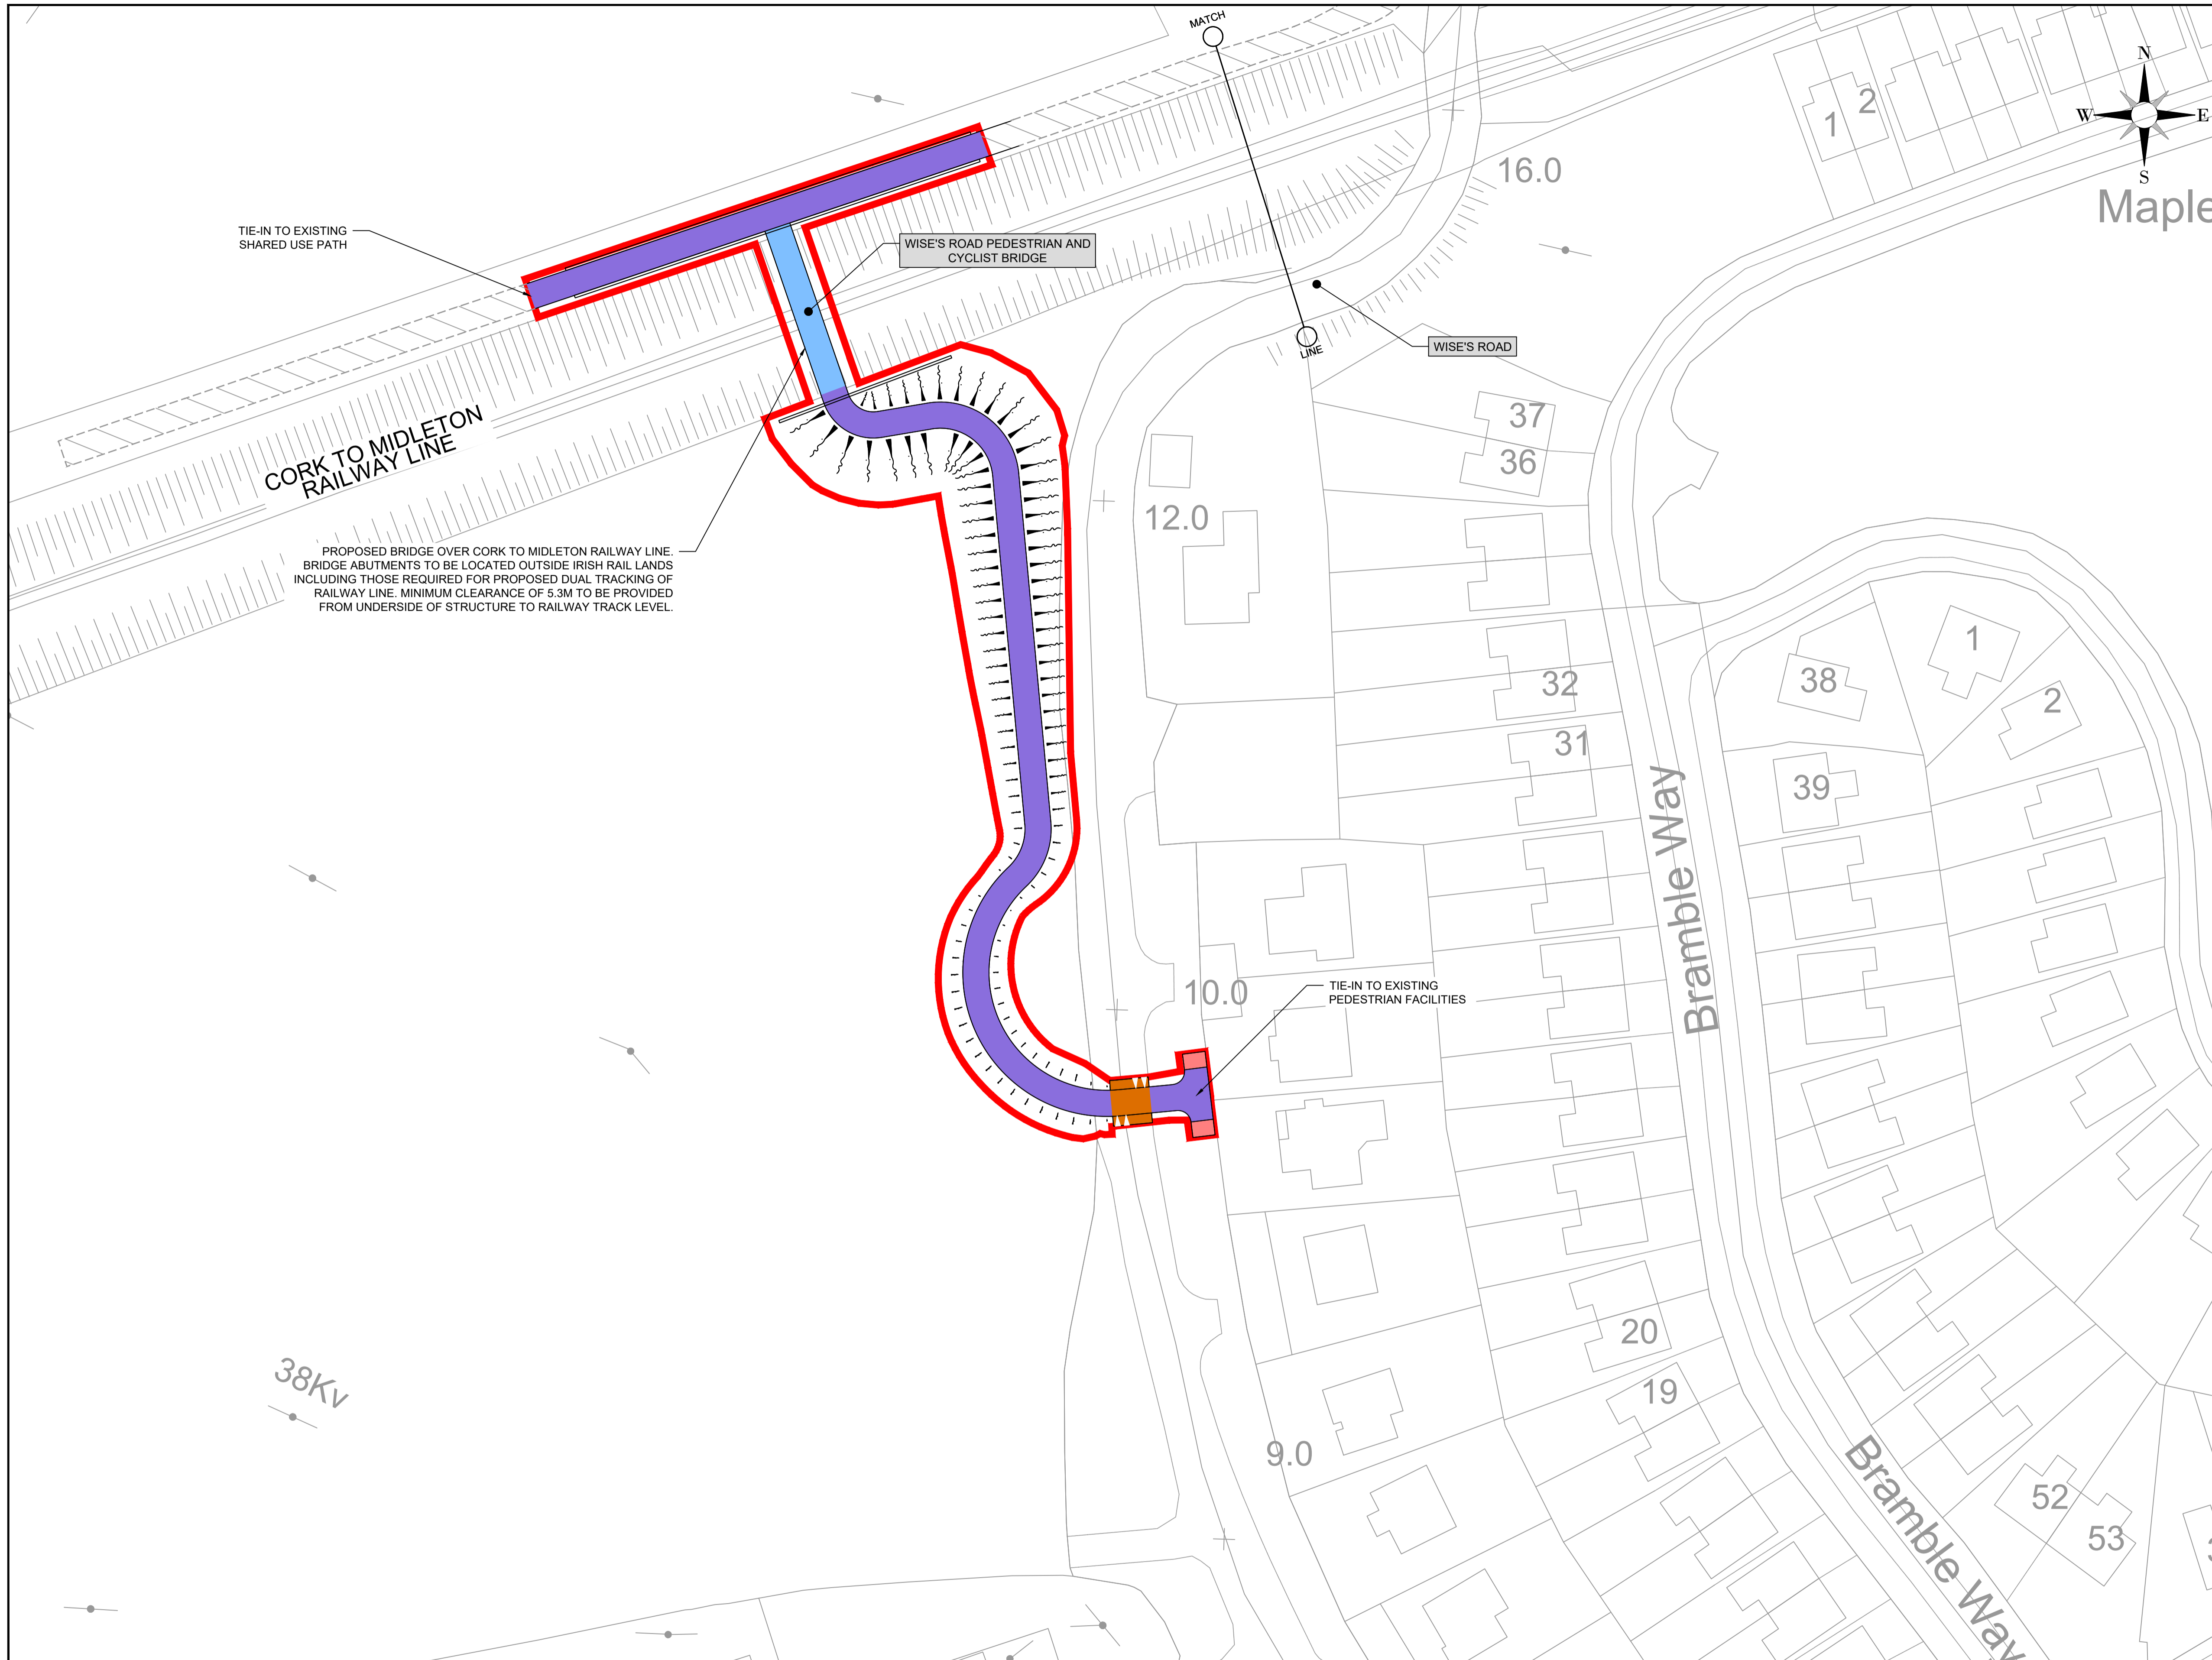 MATCH
N
W
E
S
1
2
16.0
Maple
TIE-IN TO EXISTING
SHARED USE PATH
WISE'S ROAD PEDESTRIAN AND
CYCLIST BRIDGE
LINE
WISE'S ROAD
CORK TO MIDLETON
RAILWAY LINE
37
36
12.0
PROPOSED BRIDGE OVER CORK TO MIDLETON RAILWAY LINE.
BRIDGE ABUTMENTS TO BE LOCATED OUTSIDE IRISH RAIL LANDS
INCLUDING THOSE REQUIRED FOR PROPOSED DUAL TRACKING OF
RAILWAY LINE. MINIMUM CLEARANCE OF 5.3M TO BE PROVIDED
FROM UNDERSIDE OF STRUCTURE TO RAILWAY TRACK LEVEL.
32
38
1
2
31
39
Bramble Way
10.0
TIE-IN TO EXISTING
PEDESTRIAN FACILITIES
20
19
38Kv
9.0
52
53
Bramble Way